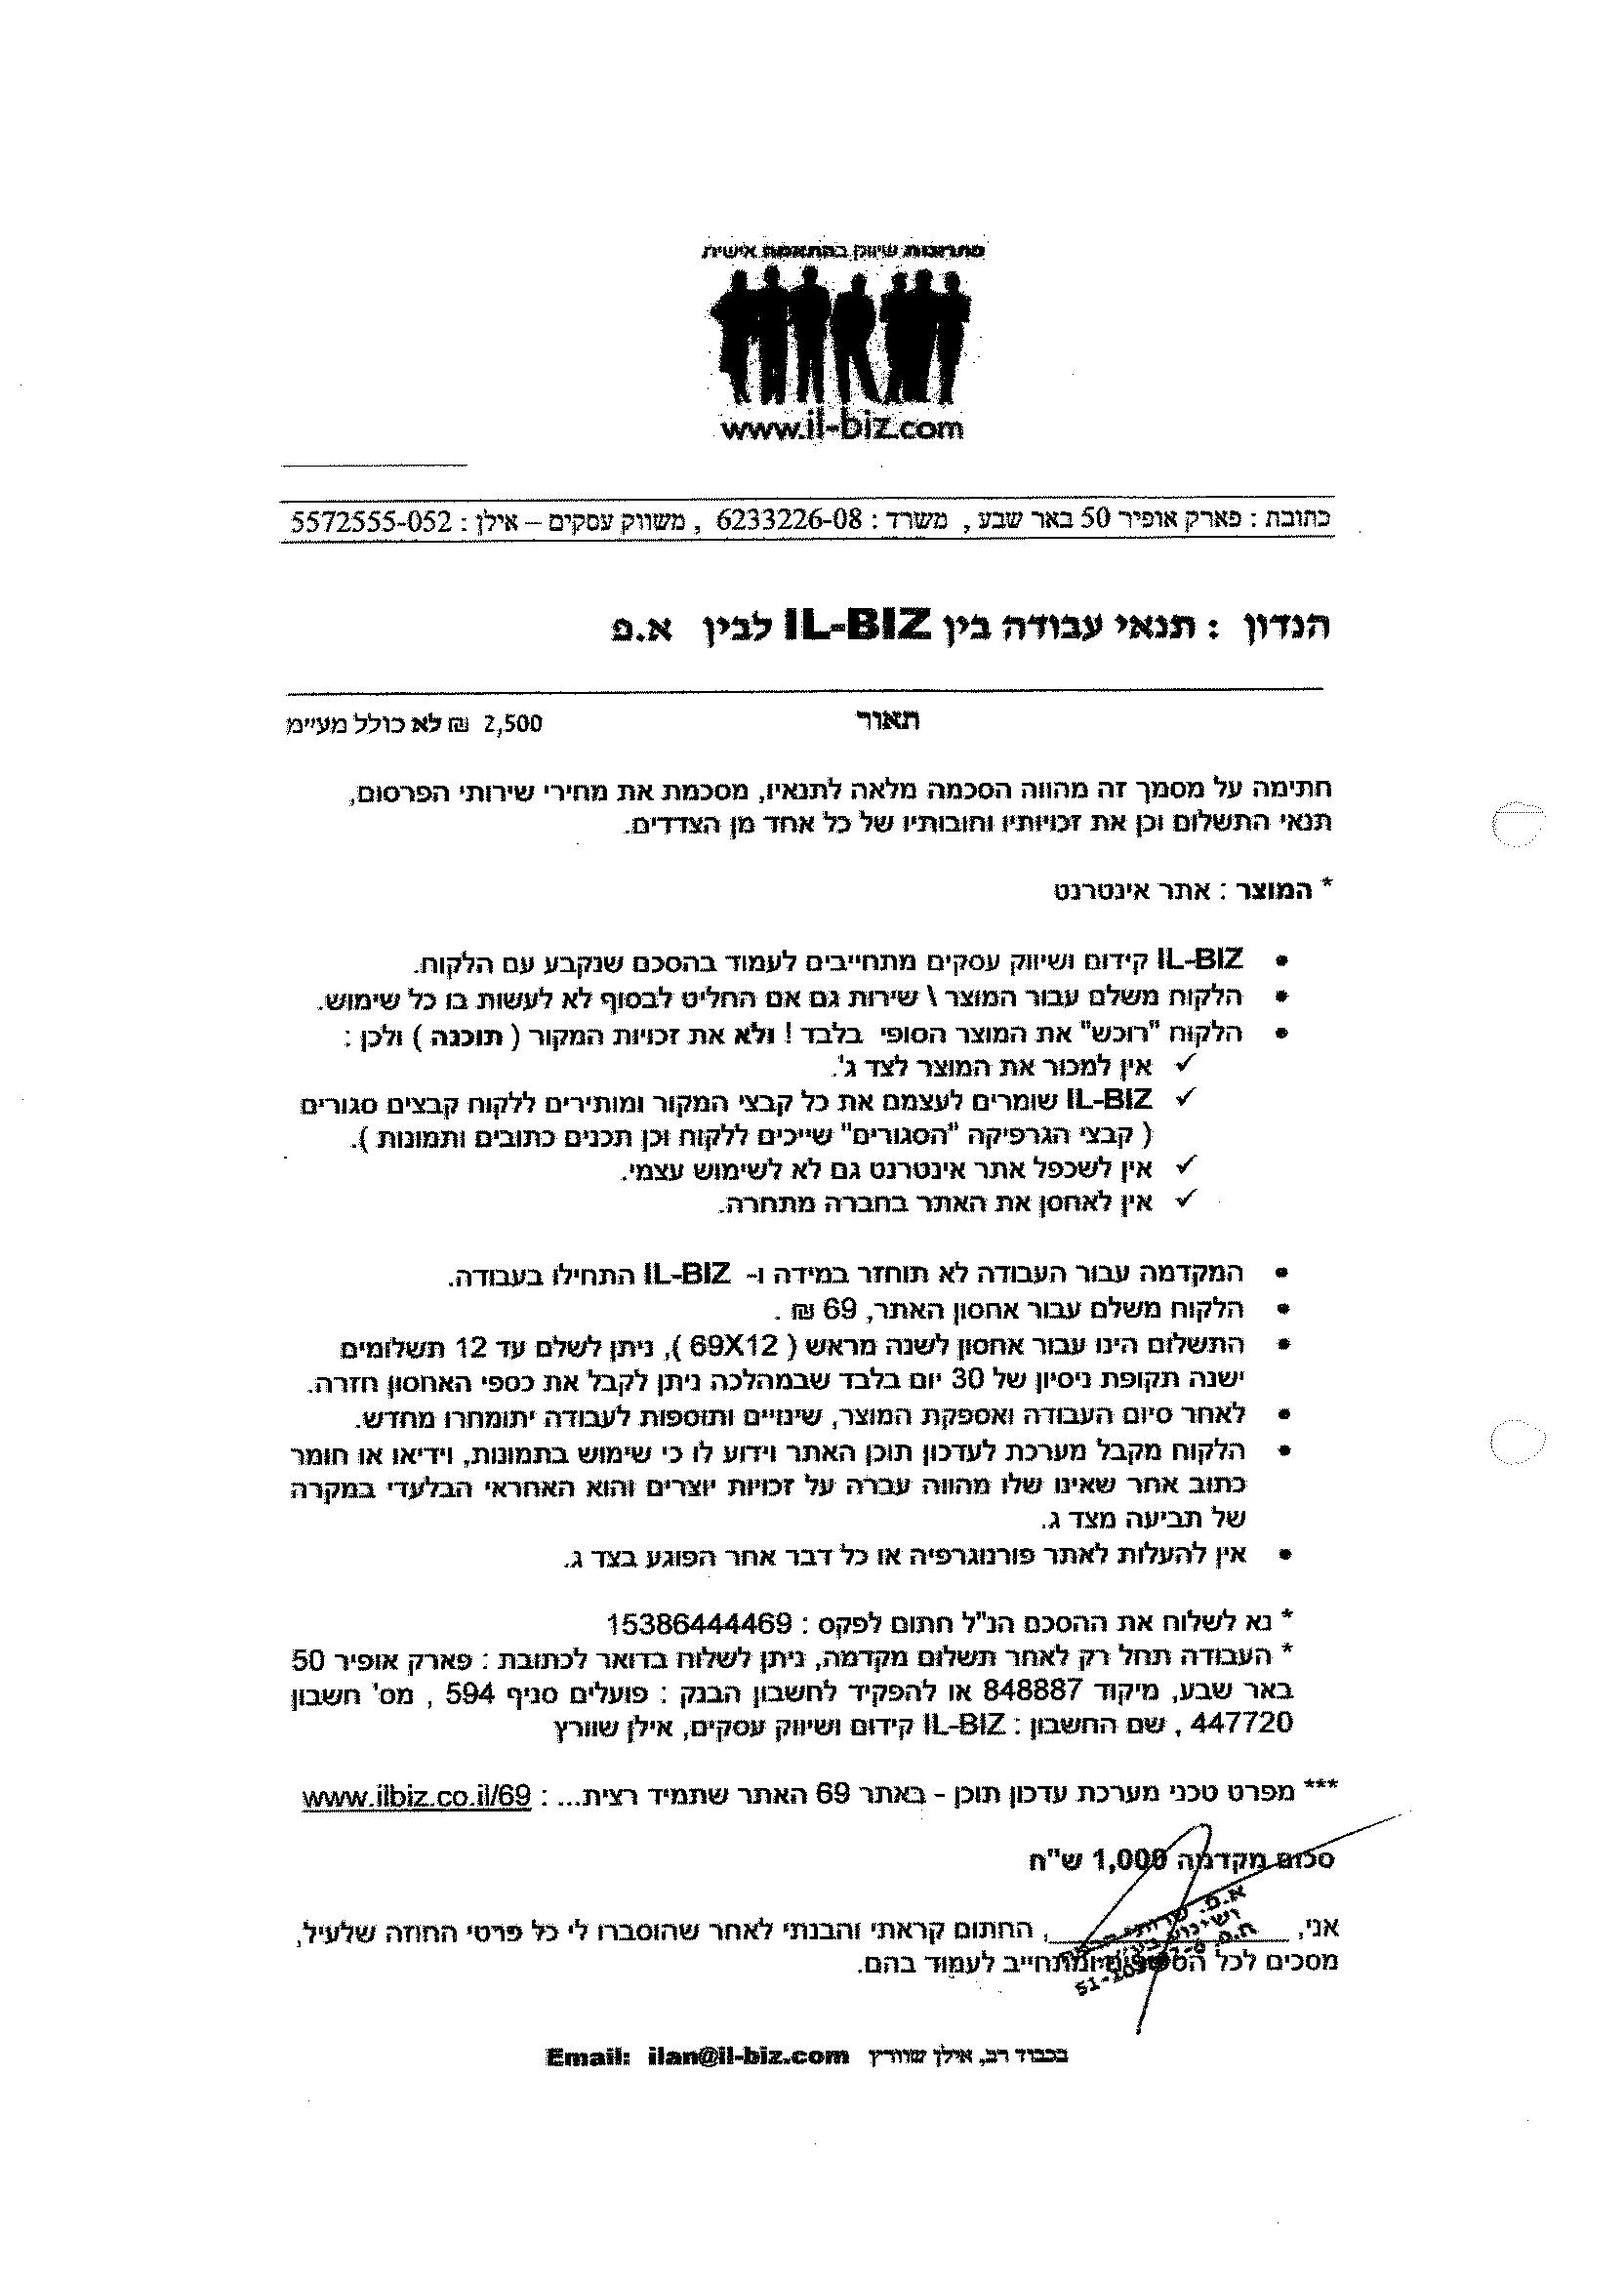 פתרונות שיווק בהתאמה אישית
www.il-biz.com
כתובת : פארק אופיר 50 באר שבע , משרד : 6233226-08 , משווק עסקים – אילן : 5572555-052
הנדון : תנאי עבודה בין IL-BIZ לבין א.פ
תאור 2,500 ₪ לא כולל מע"מ
חתימה על מסמך זה מהווה הסכמה מלאה לתנאיו, מסכמת את מחירי שירותי הפרסום,
תנאי התשלום וכן את זכויותיו וחובותיו של כל אחד מן הצדדים.
* המוצר : אתר אינטרנט
• IL-BIZ קידום ושיווק עסקים מתחייבים לעמוד בהסכם שנקבע עם הלקוח.
• הלקוח משלם עבור המוצר \ שירות גם אם החליט לבסוף לא לעשות בו כל שימוש.
• הלקוח "רוכש" את המוצר הסופי בלבד ! ולא את זכויות המקור ( תוכנה ) ולכן :
✓ אין למכור את המוצר לצד ג'.
✓ IL-BIZ שומרים לעצמם את כל קבצי המקור ומותירים ללקוח קבצים סגורים
( קבצי הגרפיקה "הסגורים" שייכים ללקוח וכן תכנים כתובים ותמונות ).
✓ אין לשכפל אתר אינטרנט גם לא לשימוש עצמי.
✓ אין לאחסן את האתר בחברה מתחרה.
• המקדמה עבור העבודה לא תוחזר במידה ו- IL-BIZ התחילו בעבודה.
• הלקוח משלם עבור אחסון האתר, 69 ₪ .
• התשלום הינו עבור אחסון לשנה מראש ( 69X12 ), ניתן לשלם עד 12 תשלומים
ישנה תקופת ניסיון של 30 יום בלבד שבמהלכה ניתן לקבל את כספי האחסון חזרה.
• לאחר סיום העבודה ואספקת המוצר, שינויים ותוספות לעבודה יתומחרו מחדש.
• הלקוח מקבל מערכת לעדכון תוכן האתר וידוע לו כי שימוש בתמונות, וידיאו או חומר
כתוב אחר שאינו שלו מהווה עברה על זכויות יוצרים והוא האחראי הבלעדי במקרה
של תביעה מצד ג.
• אין להעלות לאתר פורנוגרפיה או כל דבר אחר הפוגע בצד ג.
* נא לשלוח את ההסכם הנ"ל חתום לפקס : 15386444469
* העבודה תחל רק לאחר תשלום מקדמה, ניתן לשלוח בדואר לכתובת : פארק אופיר 50
באר שבע, מיקוד 848887 או להפקיד לחשבון הבנק : פועלים סניף 594 , מס' חשבון
447720 , שם החשבון : IL-BIZ קידום ושיווק עסקים, אילן שוורץ
*** מפרט טכני מערכת עדכון תוכן - באתר 69 האתר שתמיד רצית... : www.ilbiz.co.il/69
סכום מקדמה 1,000 ש"ח
א.פ.
אני, , החתום קראתי והבנתי לאחר שהוסברו לי כל פרטי החוזה שלעיל,
מסכים לכל ומתחייב לעמוד בהם.
בכבוד רב, אילן שוורץ Email: ilan@il-biz.com